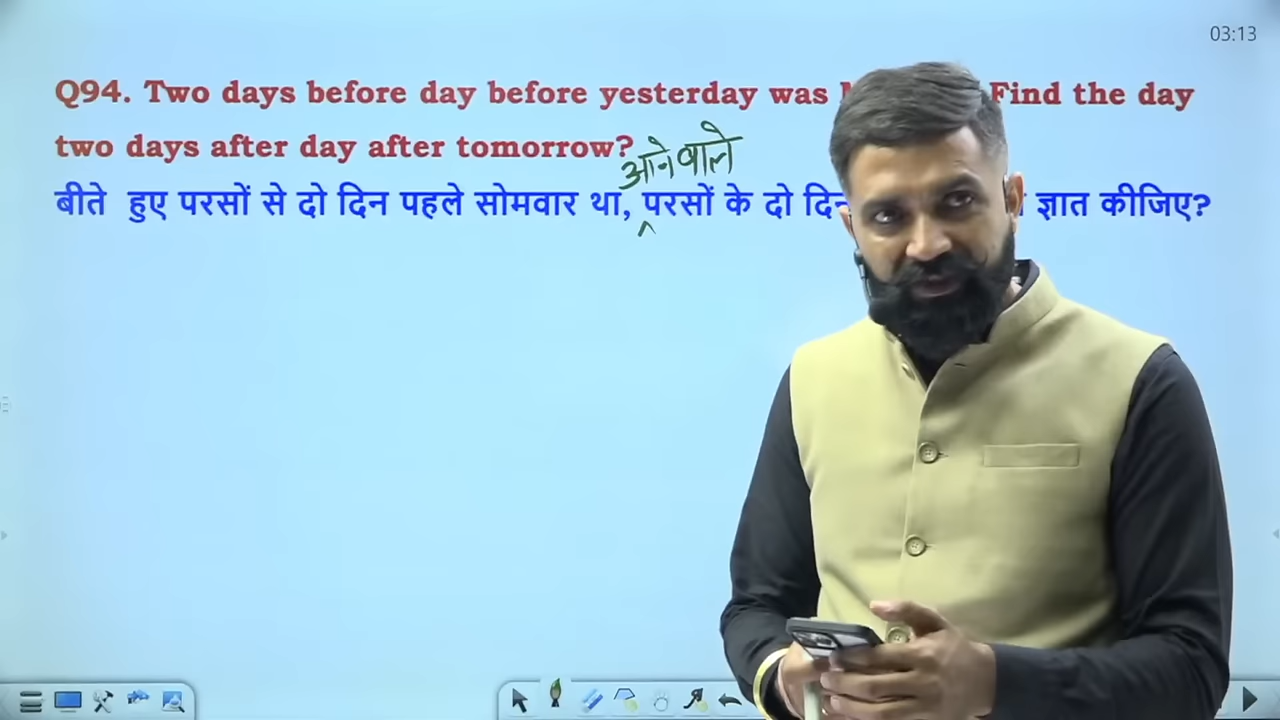 03:13
Q94. Two days before day before yesterday was Find the day
two days after day after tomorrow?
आने वाले
बीते हुए परसों से दो दिन पहले सोमवार था, परसों के दो दिन ज्ञात कीजिए?